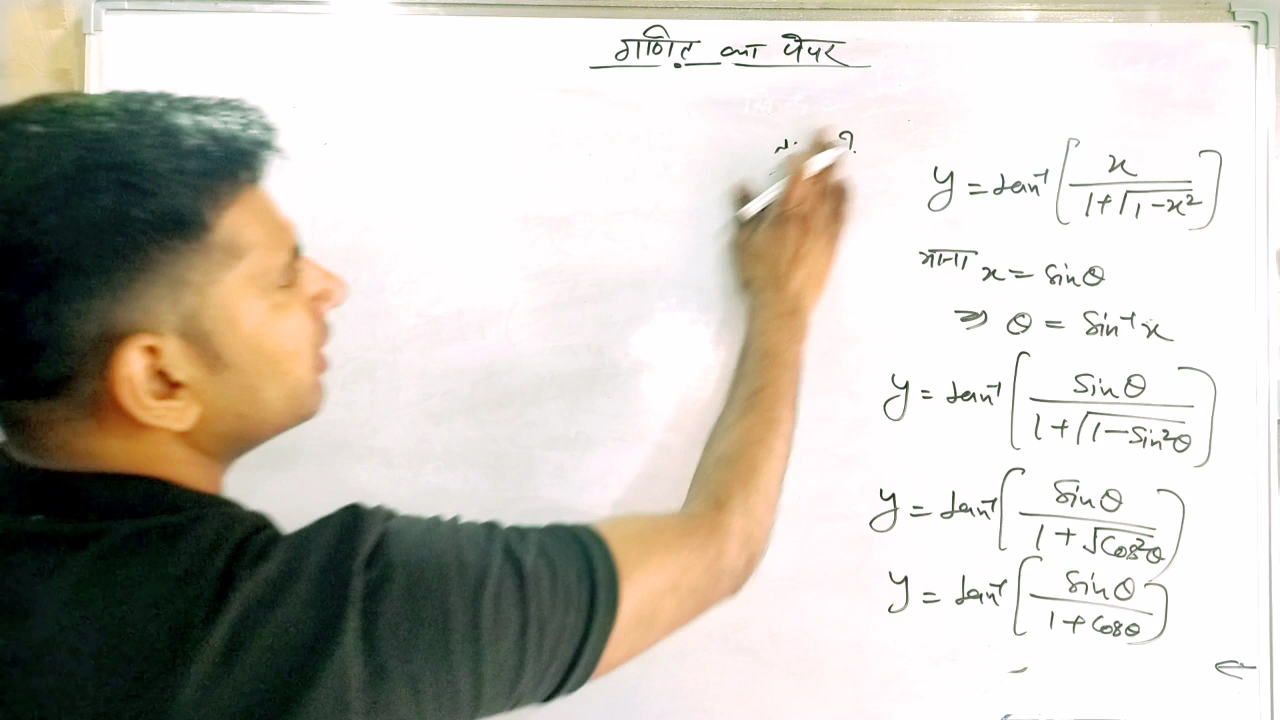 गणित का पेपर
y = tan⁻¹ [x / (1+√(1-x²))]
माना x = Sinθ
⇒ θ = Sin⁻¹x
y = tan⁻¹ [Sinθ / (1+√(1-Sin²θ))]
y = tan⁻¹ [Sinθ / (1+√(Cos²θ))]
y = tan⁻¹ [Sinθ / (1+Cosθ)]